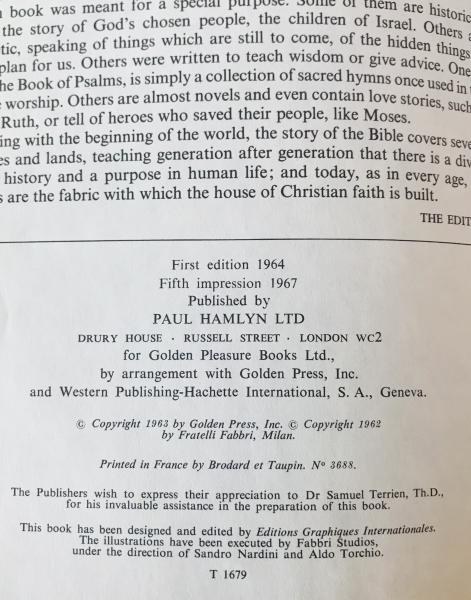 book was meant for a special purpose. Some of them are historic
the story of God's chosen people, the children of Israel. Others
tic, speaking of things which are still to come, of the hidden things
plan for us. Others were written to teach wisdom or give advice. One
he Book of Psalms, is simply a collection of sacred hymns once used in
worship. Others are almost novels and even contain love stories, such
Ruth, or tell of heroes who saved their people, like Moses.
ing with the beginning of the world, the story of the Bible covers seve
es and lands, teaching generation after generation that there is a div
history and a purpose in human life; and today, as in every age,
s are the fabric with which the house of Christian faith is built.
THE EDIT
First edition 1964
Fifth impression 1967
Published by
PAUL HAMLYN LTD
DRURY HOUSE · RUSSELL STREET · LONDON WC2
for Golden Pleasure Books Ltd.,
by arrangement with Golden Press, Inc.
and Western Publishing-Hachette International, S. A., Geneva.
© Copyright 1963 by Golden Press, Inc. © Copyright 1962
by Fratelli Fabbri, Milan.
Printed in France by Brodard et Taupin. Nº 3688.
The Publishers wish to express their appreciation to Dr Samuel Terrien, Th.D.,
for his invaluable assistance in the preparation of this book.
This book has been designed and edited by Editions Graphiques Internationales.
The illustrations have been executed by Fabbri Studios,
under the direction of Sandro Nardini and Aldo Torchio.
T 1679